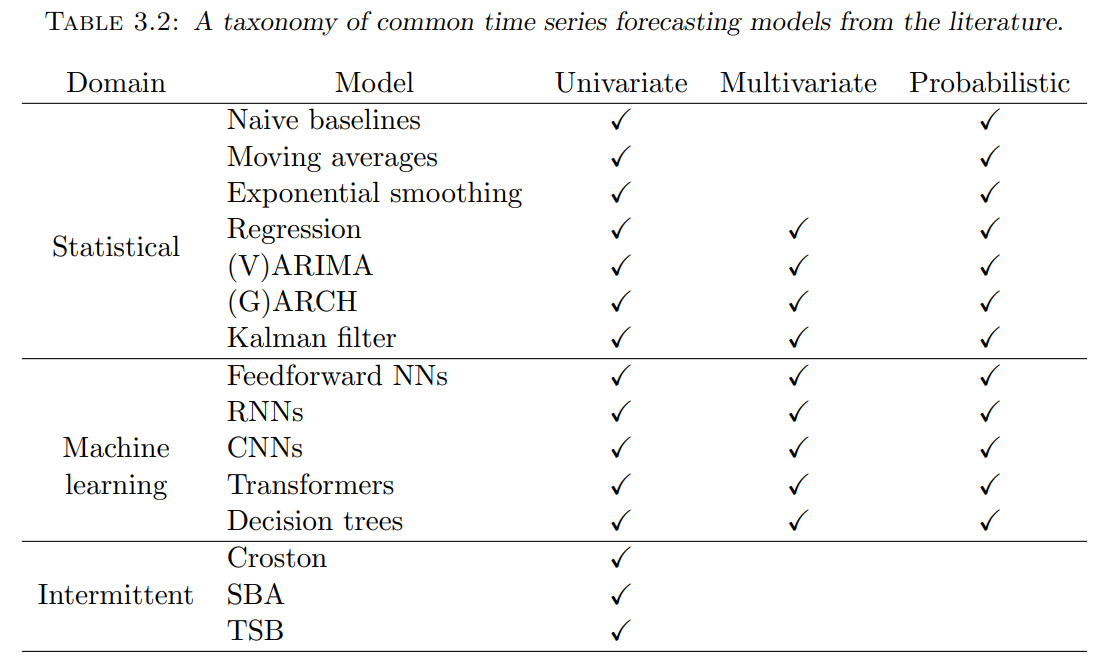 TABLE 3.2: A taxonomy of common time series forecasting models from the literature.
Domain Model Univariate Multivariate Probabilistic
Naive baselines ✓ ✓
Moving averages ✓ ✓
Exponential smoothing ✓ ✓
Regression ✓ ✓ ✓
Statistical
(V)ARIMA ✓ ✓ ✓
(G)ARCH ✓ ✓ ✓
Kalman filter ✓ ✓ ✓
Feedforward NNs ✓ ✓ ✓
RNNs ✓ ✓ ✓
Machine CNNs ✓ ✓ ✓
learning Transformers ✓ ✓ ✓
Decision trees ✓ ✓ ✓
Croston ✓
Intermittent SBA ✓
TSB ✓